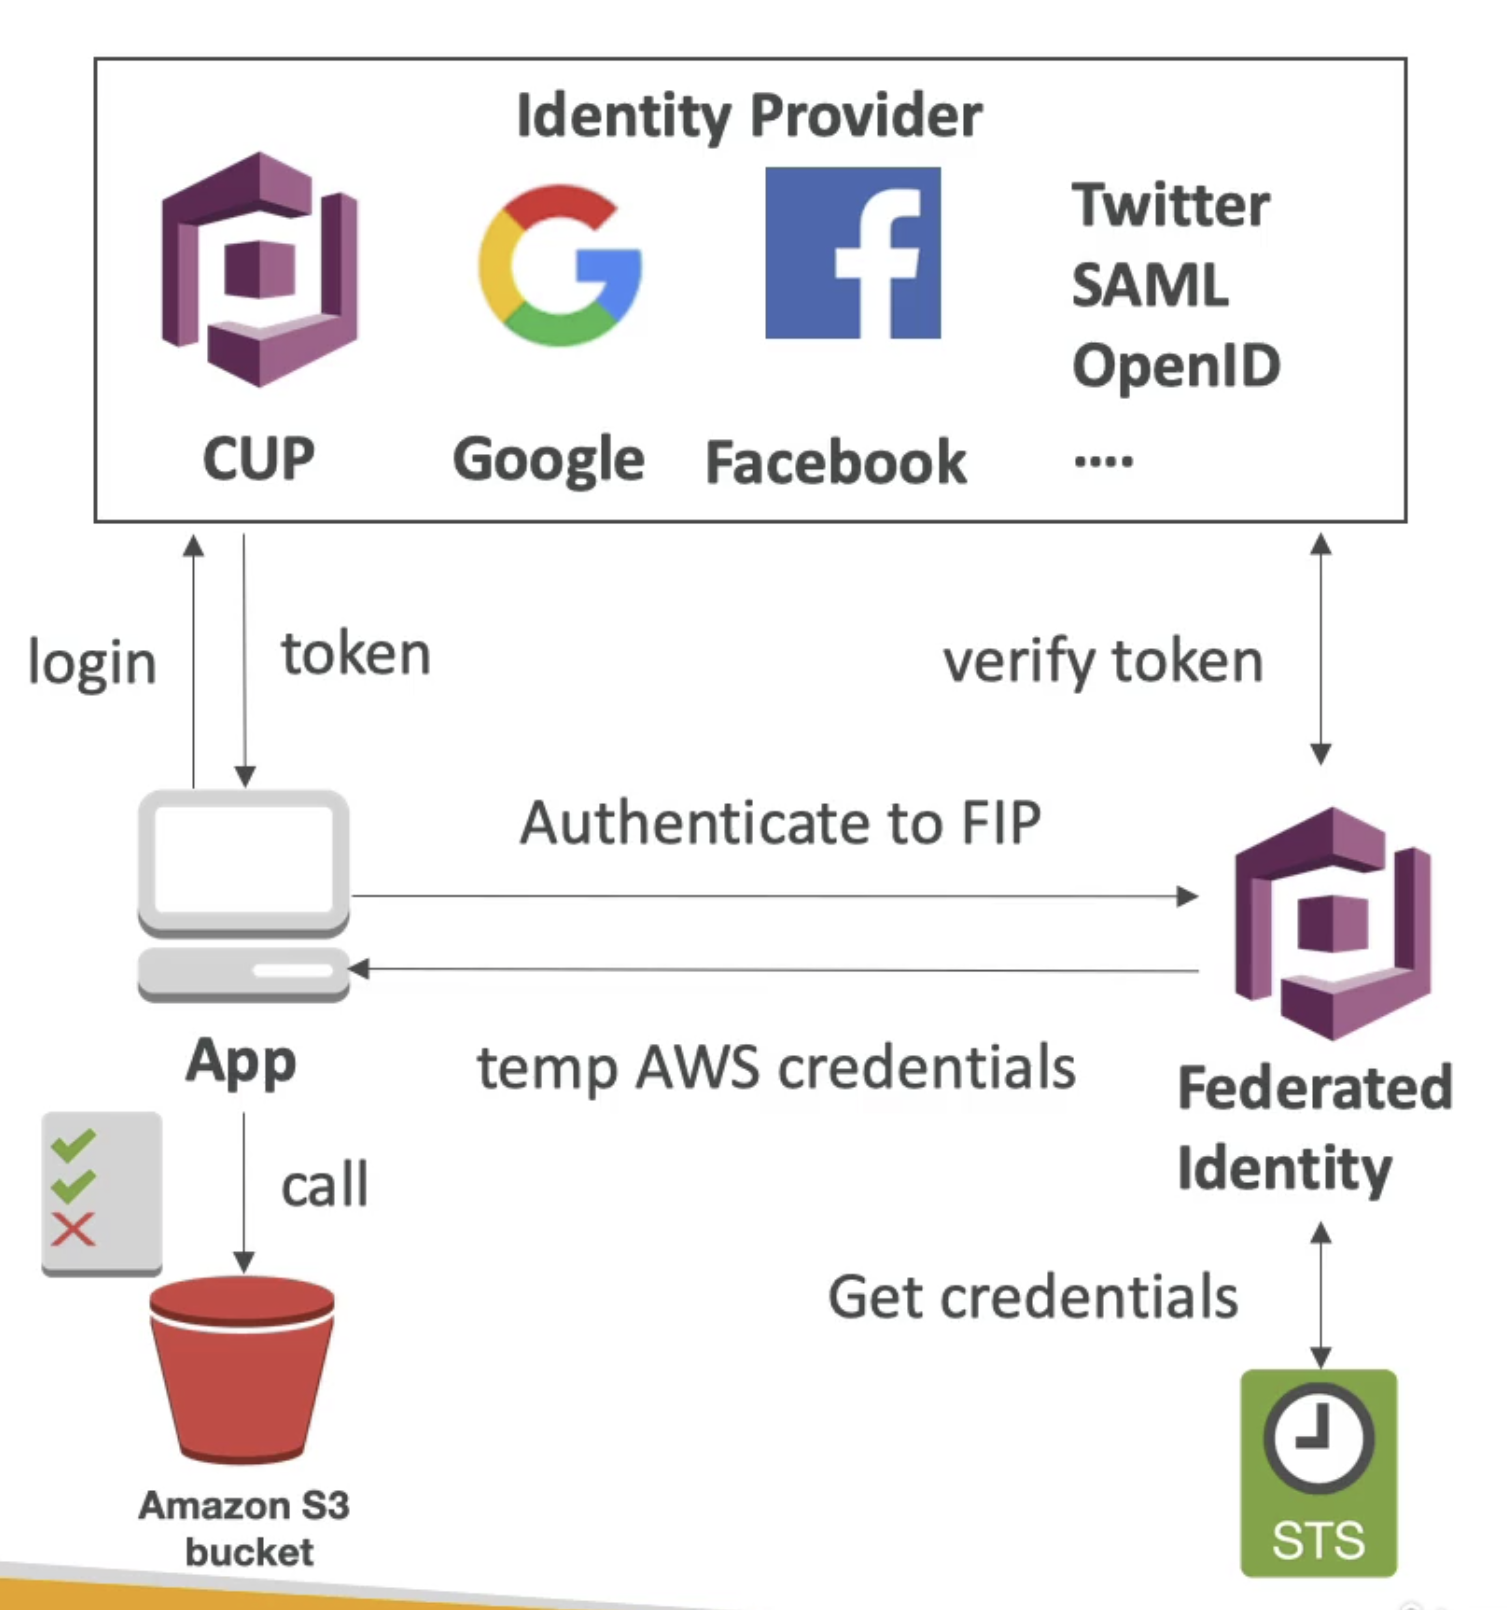 Identity Provider
Twitter
SAML
OpenID
CUP
Google
Facebook
....
login
token
verify token
Authenticate to FIP
App
temp AWS credentials
Federated
Identity
call
Get credentials
Amazon S3
bucket
STS